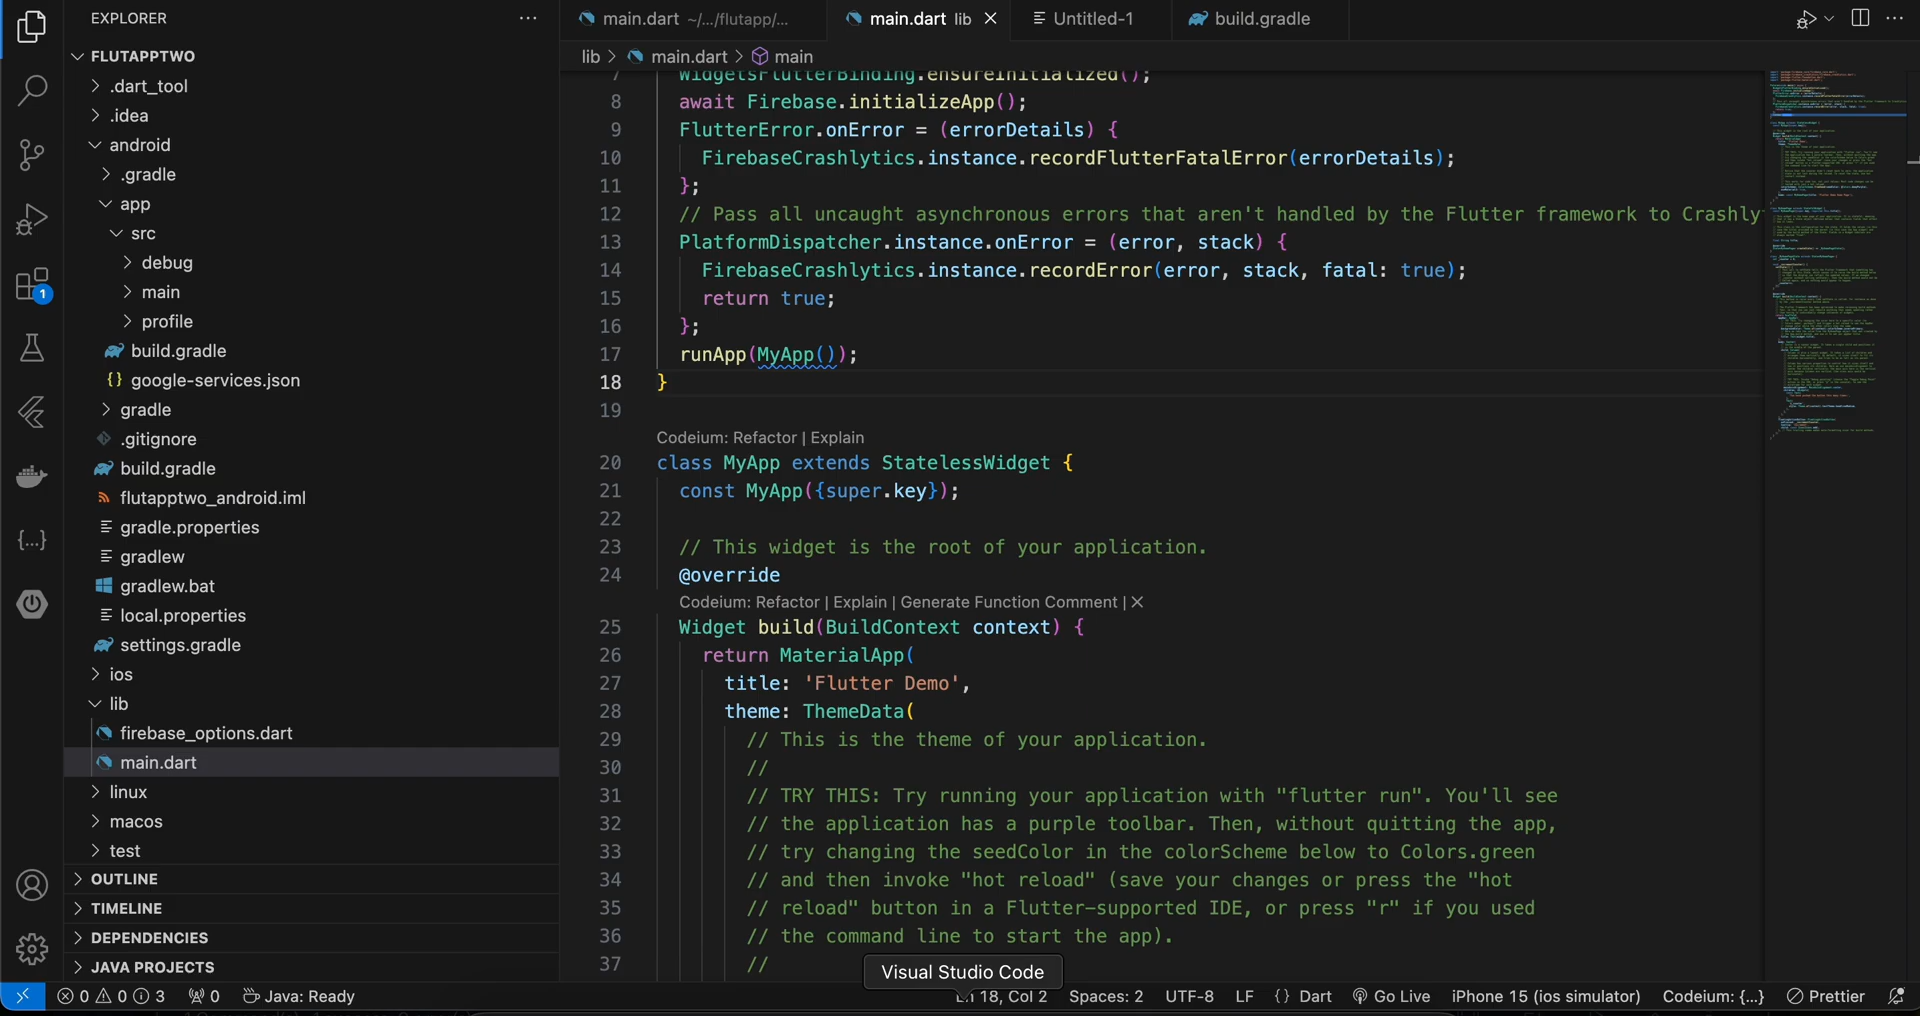 EXPLORER
FLUTAPPTWO
.dart_tool
.idea
android
.gradle
app
src
debug
main
profile
build.gradle
google-services.json
gradle
.gitignore
build.gradle
flutapptwo_android.iml
gradle.properties
gradlew
gradlew.bat
local.properties
settings.gradle
ios
lib
firebase_options.dart
main.dart
linux
macos
test
OUTLINE
TIMELINE
DEPENDENCIES
JAVA PROJECTS
1
main.dart ~/.../flutapp/...
main.dart lib
Untitled-1
build.gradle
lib > main.dart > main
7 WidgetsFlutterBinding.ensureInitialized();
8 await Firebase.initializeApp();
9 FlutterError.onError = (errorDetails) {
10 FirebaseCrashlytics.instance.recordFlutterFatalError(errorDetails);
11 };
12 // Pass all uncaught asynchronous errors that aren't handled by the Flutter framework to Crashly
13 PlatformDispatcher.instance.onError = (error, stack) {
14 FirebaseCrashlytics.instance.recordError(error, stack, fatal: true);
15 return true;
16 };
17 runApp(MyApp());
18 }
19
Codeium: Refactor | Explain
20 class MyApp extends StatelessWidget {
21 const MyApp({super.key});
22
23 // This widget is the root of your application.
24 @override
Codeium: Refactor | Explain | Generate Function Comment | X
25 Widget build(BuildContext context) {
26 return MaterialApp(
27 title: 'Flutter Demo',
28 theme: ThemeData(
29 // This is the theme of your application.
30 //
31 // TRY THIS: Try running your application with "flutter run". You'll see
32 // the application has a purple toolbar. Then, without quitting the app,
33 // try changing the seedColor in the colorScheme below to Colors.green
34 // and then invoke "hot reload" (save your changes or press the "hot
35 // reload" button in a Flutter-supported IDE, or press "r" if you used
36 // the command line to start the app).
37 //
Visual Studio Code
0 0 3 0 Java: Ready Ln 18, Col 2 Spaces: 2 UTF-8 LF {} Dart Go Live iPhone 15 (ios simulator) Codeium: {...} Prettier